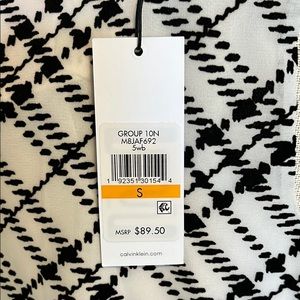 GROUP 10N
M8JAF692
5wb
1 92351 30154 4
S
MSRP $89.50
calvinklein.com